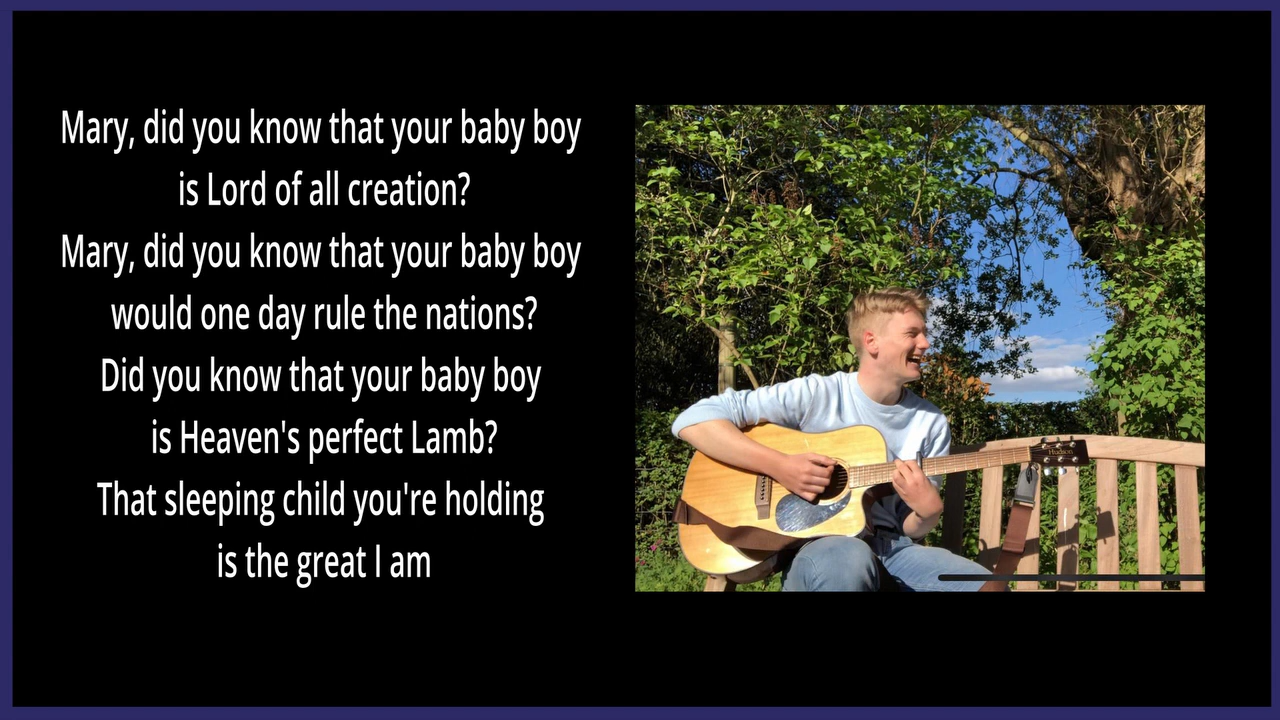 Mary, did you know that your baby boy
is Lord of all creation?
Mary, did you know that your baby boy
would one day rule the nations?
Did you know that your baby boy
is Heaven's perfect Lamb?
That sleeping child you're holding
is the great I am
Hudson